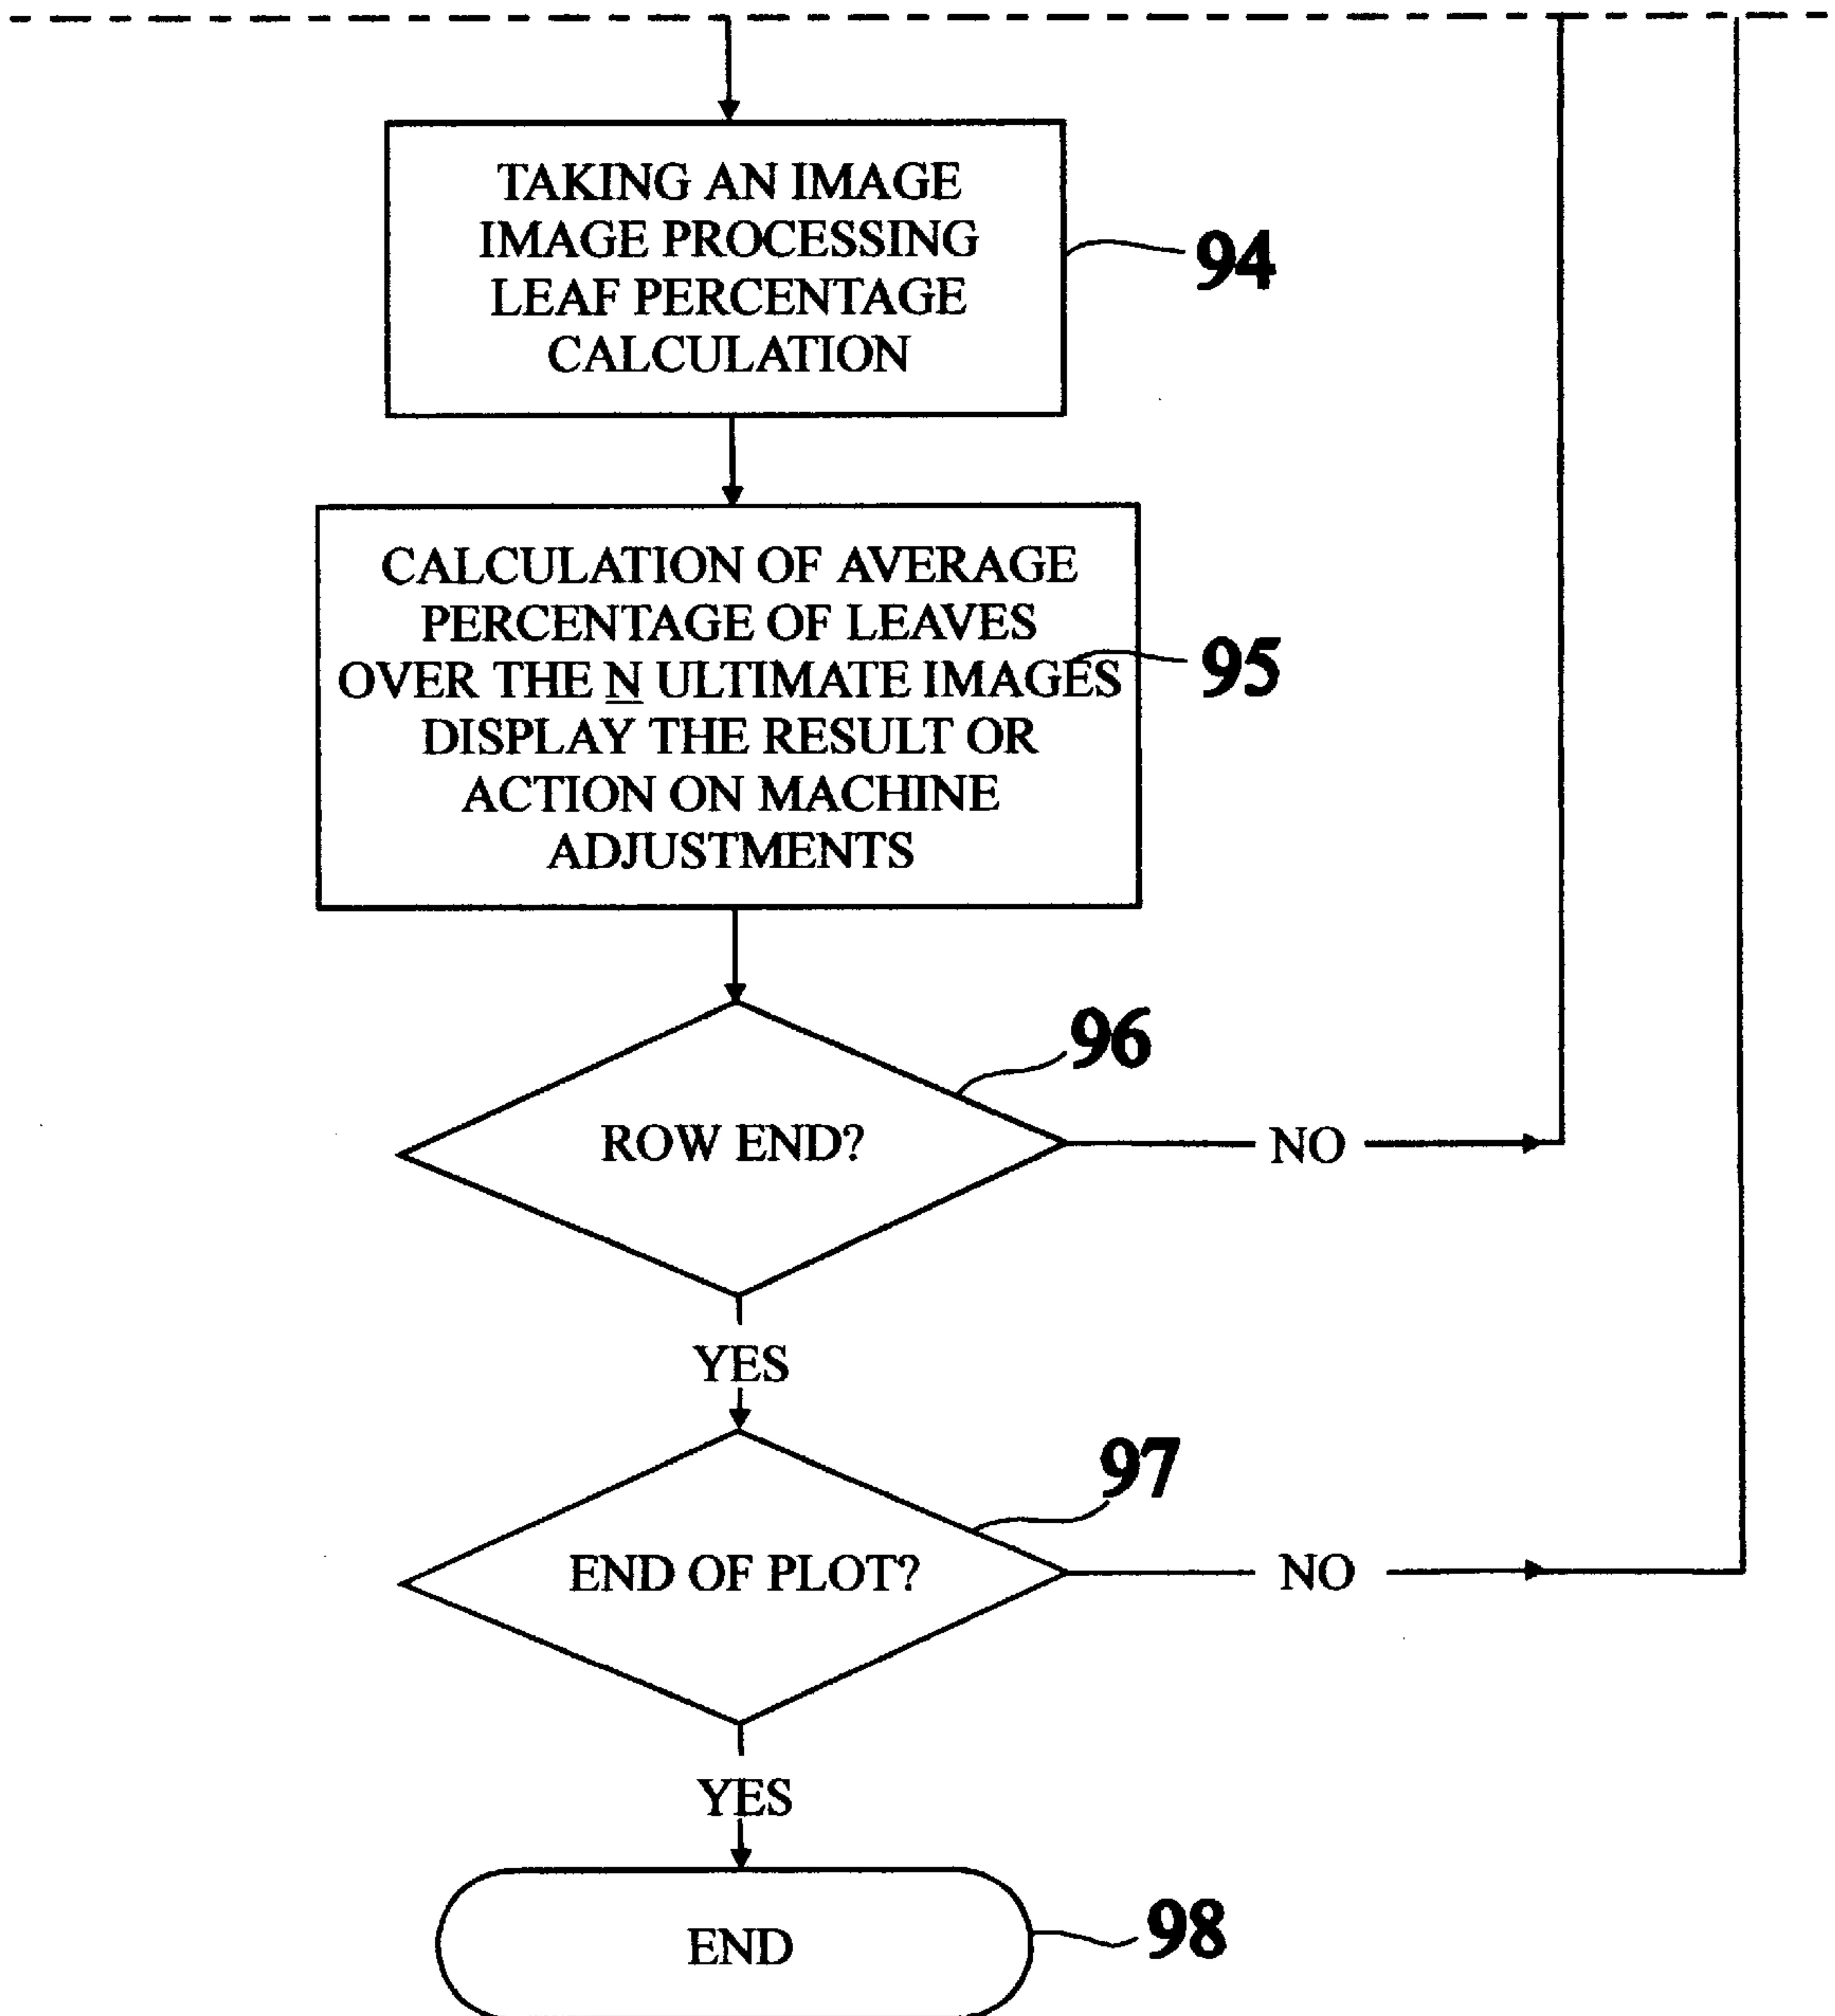 TAKING AN IMAGE
IMAGE PROCESSING
LEAF PERCENTAGE
CALCULATION
94
CALCULATION OF AVERAGE
PERCENTAGE OF LEAVES
OVER THE N ULTIMATE IMAGES
DISPLAY THE RESULT OR
ACTION ON MACHINE
ADJUSTMENTS
95
96
ROW END?
NO
YES
97
END OF PLOT?
NO
YES
END
98